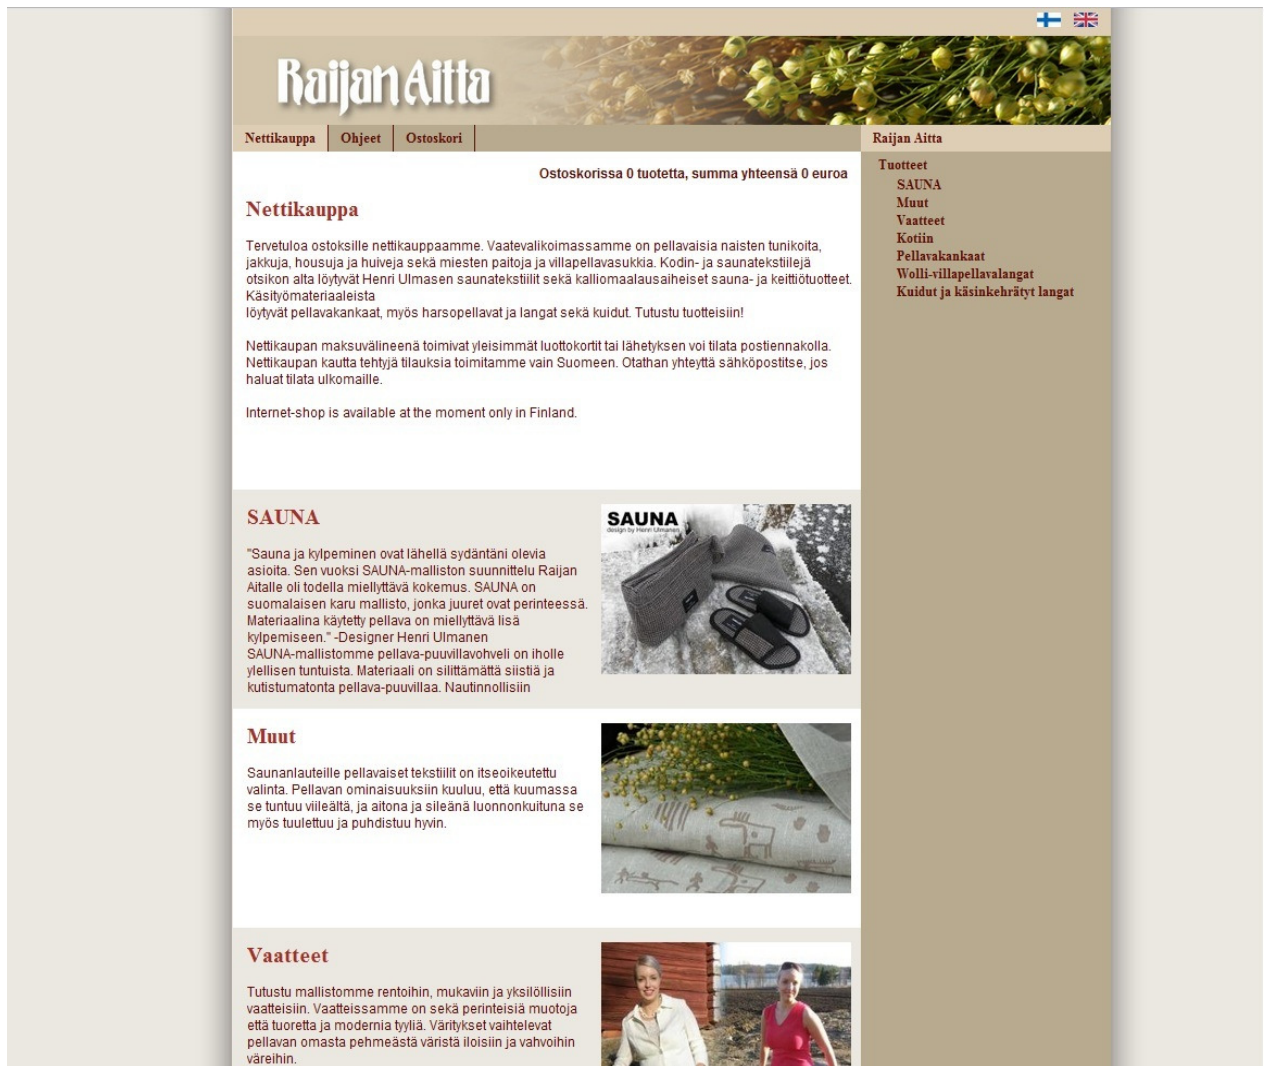 Raijan Aitta
Nettikauppa
Ohjeet
Ostoskori
Raijan Aitta
Ostoskorissa 0 tuotetta, summa yhteensä 0 euroa
Nettikauppa
Tervetuloa ostoksille nettikauppaamme. Vaatevalikoimassamme on pellavaisia naisten tunikoita,
jakkuja, housuja ja huiveja sekä miesten paitoja ja villapellavasukkia. Kodin- ja saunatekstiilejä
otsikon alta löytyvät Henri Ulmasen saunatekstiilit sekä kalliomaalausaiheiset sauna- ja keittiötuotteet.
Käsityömateriaaleista
löytyvät pellavakankaat, myös harsopellavat ja langat sekä kuidut. Tutustu tuotteisiin!
Nettikaupan maksuvälineenä toimivat yleisimmät luottokortit tai lähetyksen voi tilata postiennakolla.
Nettikaupan kautta tehtyjä tilauksia toimitamme vain Suomeen. Otathan yhteyttä sähköpostitse, jos
haluat tilata ulkomaille.
Internet-shop is available at the moment only in Finland.
Tuotteet
SAUNA
Muut
Vaatteet
Kotiin
Pellavakankaat
Wolli-villapellavalangat
Kuidut ja käsinkehrätyt langat
SAUNA
"Sauna ja kylpeminen ovat lähellä sydäntäni olevia
asioita. Sen vuoksi SAUNA-malliston suunnittelu Raijan
Aitalle oli todella miellyttävä kokemus. SAUNA on
suomalaisen karu mallisto, jonka juuret ovat perinteessä.
Materiaalina käytetty pellava on miellyttävä lisä
kylpemiseen." -Designer Henri Ulmanen
SAUNA-mallistomme pellava-puuvillavohveli on iholle
ylellisen tuntuista. Materiaali on silittämättä siistiä ja
kutistumatonta pellava-puuvillaa. Nautinnollisiin
SAUNA
design by Henri Ulmanen
Muut
Saunanlauteille pellavaiset tekstiilit on itseoikeutettu
valinta. Pellavan ominaisuuksiin kuuluu, että kuumassa
se tuntuu viileältä, ja aitona ja sileänä luonnonkuituna se
myös tuulettuu ja puhdistuu hyvin.
Vaatteet
Tutustu mallistomme rentoihin, mukaviin ja yksilöllisiin
vaatteisiin. Vaatteissamme on sekä perinteisiä muotoja
että tuoretta ja modernia tyyliä. Väritykset vaihtelevat
pellavan omasta pehmeästä väristä iloisiin ja vahvoihin
väreihin.